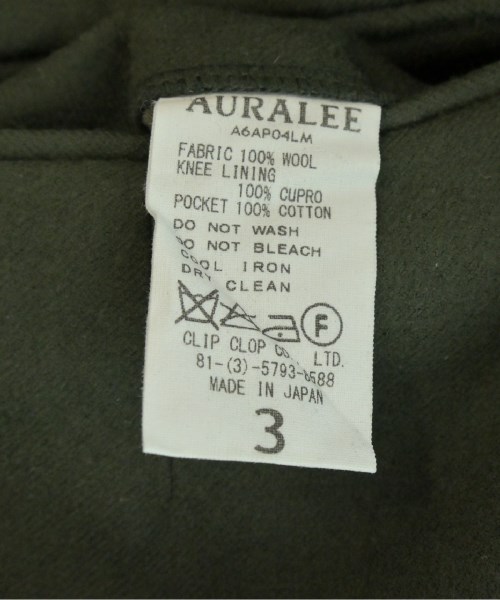 AURALEE
A6AP04LM
FABRIC 100% WOOL
KNEE LINING
100% CUPRO
POCKET 100% COTTON
DO NOT WASH
DO NOT BLEACH
COOL IRON
DRY CLEAN
F
CLIP CLOP CO., LTD.
81-(3)-5793-8588
MADE IN JAPAN
3